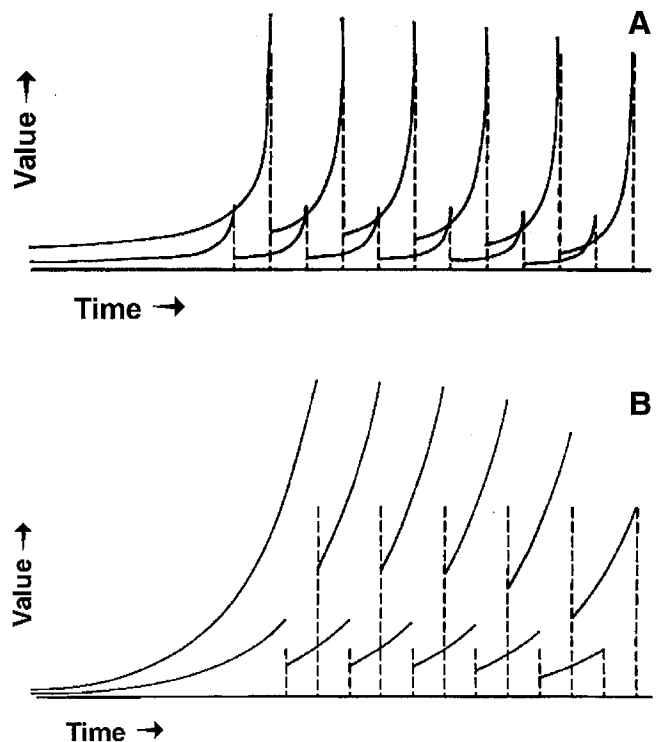 A
Value →
Time →
B
Value →
Time →